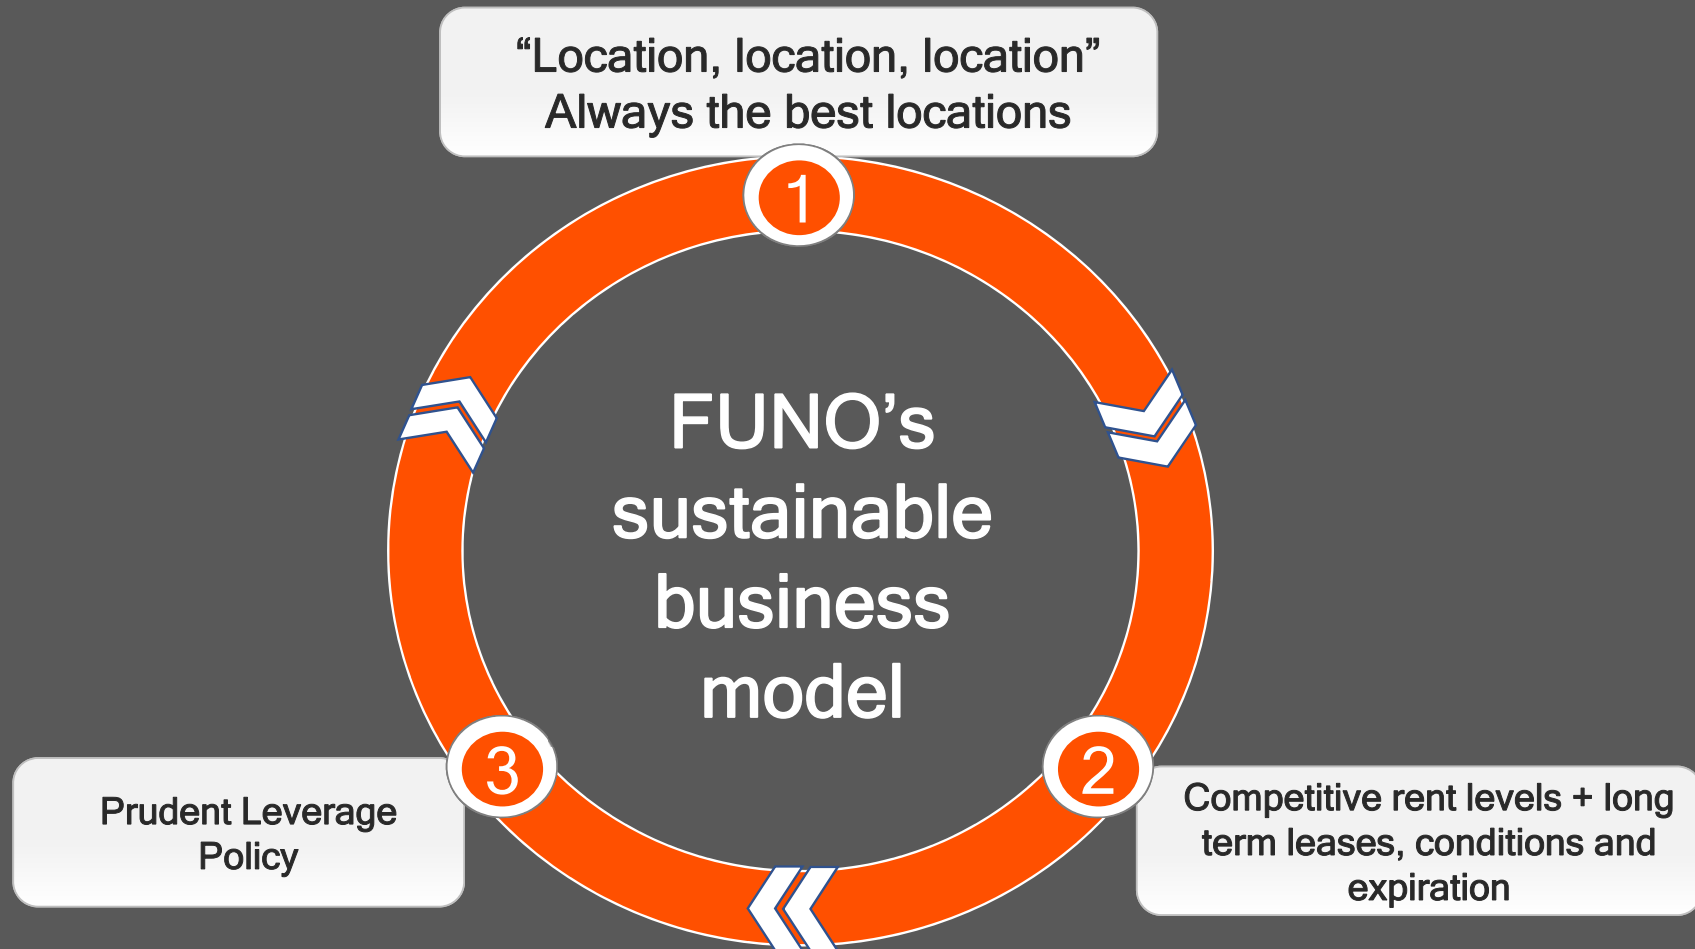 “Location, location, location”
Always the best locations
1
FUNO’s
sustainable
business
model
3
2
Prudent Leverage
Policy
Competitive rent levels + long
term leases, conditions and
expiration